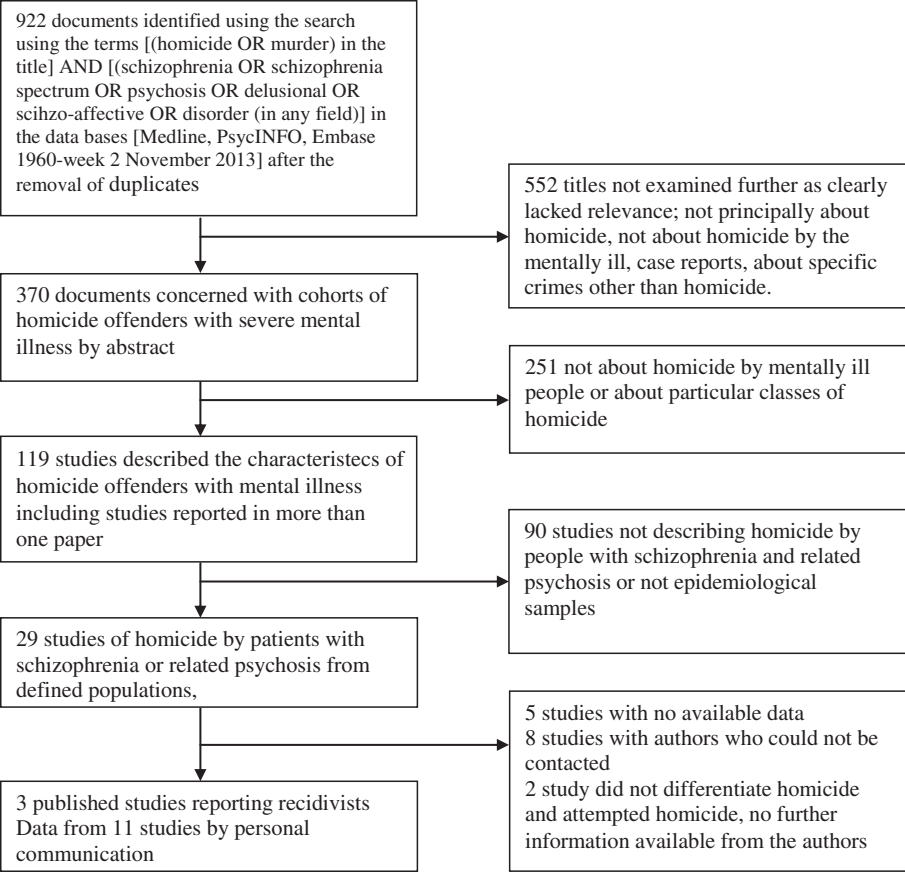 922 documents identified using the search
using the terms [(homicide OR murder) in the
title] AND [(schizophrenia OR schizophrenia
spectrum OR psychosis OR delusional OR
scihzo-affective OR disorder (in any field)] in
the data bases [Medline, PsycINFO, Embase
1960-week 2 November 2013] after the
removal of duplicates
552 titles not examined further as clearly
lacked relevance; not principally about
homicide, not about homicide by the
mentally ill, case reports, about specific
crimes other than homicide.
370 documents concerned with cohorts of
homicide offenders with severe mental
illness by abstract
251 not about homicide by mentally ill
people or about particular classes of
homicide
119 studies described the characteristecs of
homicide offenders with mental illness
including studies reported in more than
one paper
90 studies not describing homicide by
people with schizophrenia and related
psychosis or not epidemiological
samples
29 studies of homicide by patients with
schizophrenia or related psychosis from
defined populations,
5 studies with no available data
8 studies with authors who could not be
contacted
2 study did not differentiate homicide
and attempted homicide, no further
information available from the authors
3 published studies reporting recidivists
Data from 11 studies by personal
communication